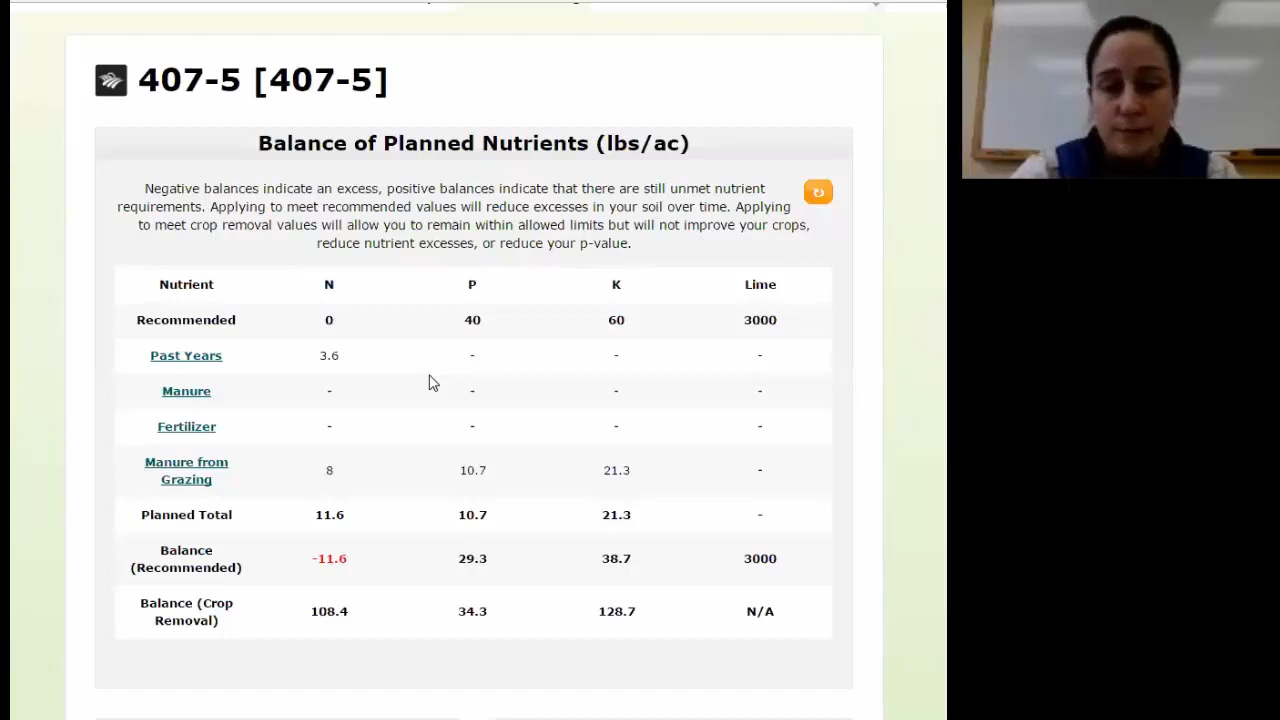 407-5 [407-5]
Balance of Planned Nutrients (lbs/ac)
Negative balances indicate an excess, positive balances indicate that there are still unmet nutrient
requirements. Applying to meet recommended values will reduce excesses in your soil over time. Applying
to meet crop removal values will allow you to remain within allowed limits but will not improve your crops,
reduce nutrient excesses, or reduce your p-value.
Nutrient N P K Lime
Recommended 0 40 60 3000
Past Years 3.6 - - -
Manure - - - -
Fertilizer - - - -
Manure from
Grazing 8 10.7 21.3 -
Planned Total 11.6 10.7 21.3 -
Balance
(Recommended) -11.6 29.3 38.7 3000
Balance (Crop
Removal) 108.4 34.3 128.7 N/A